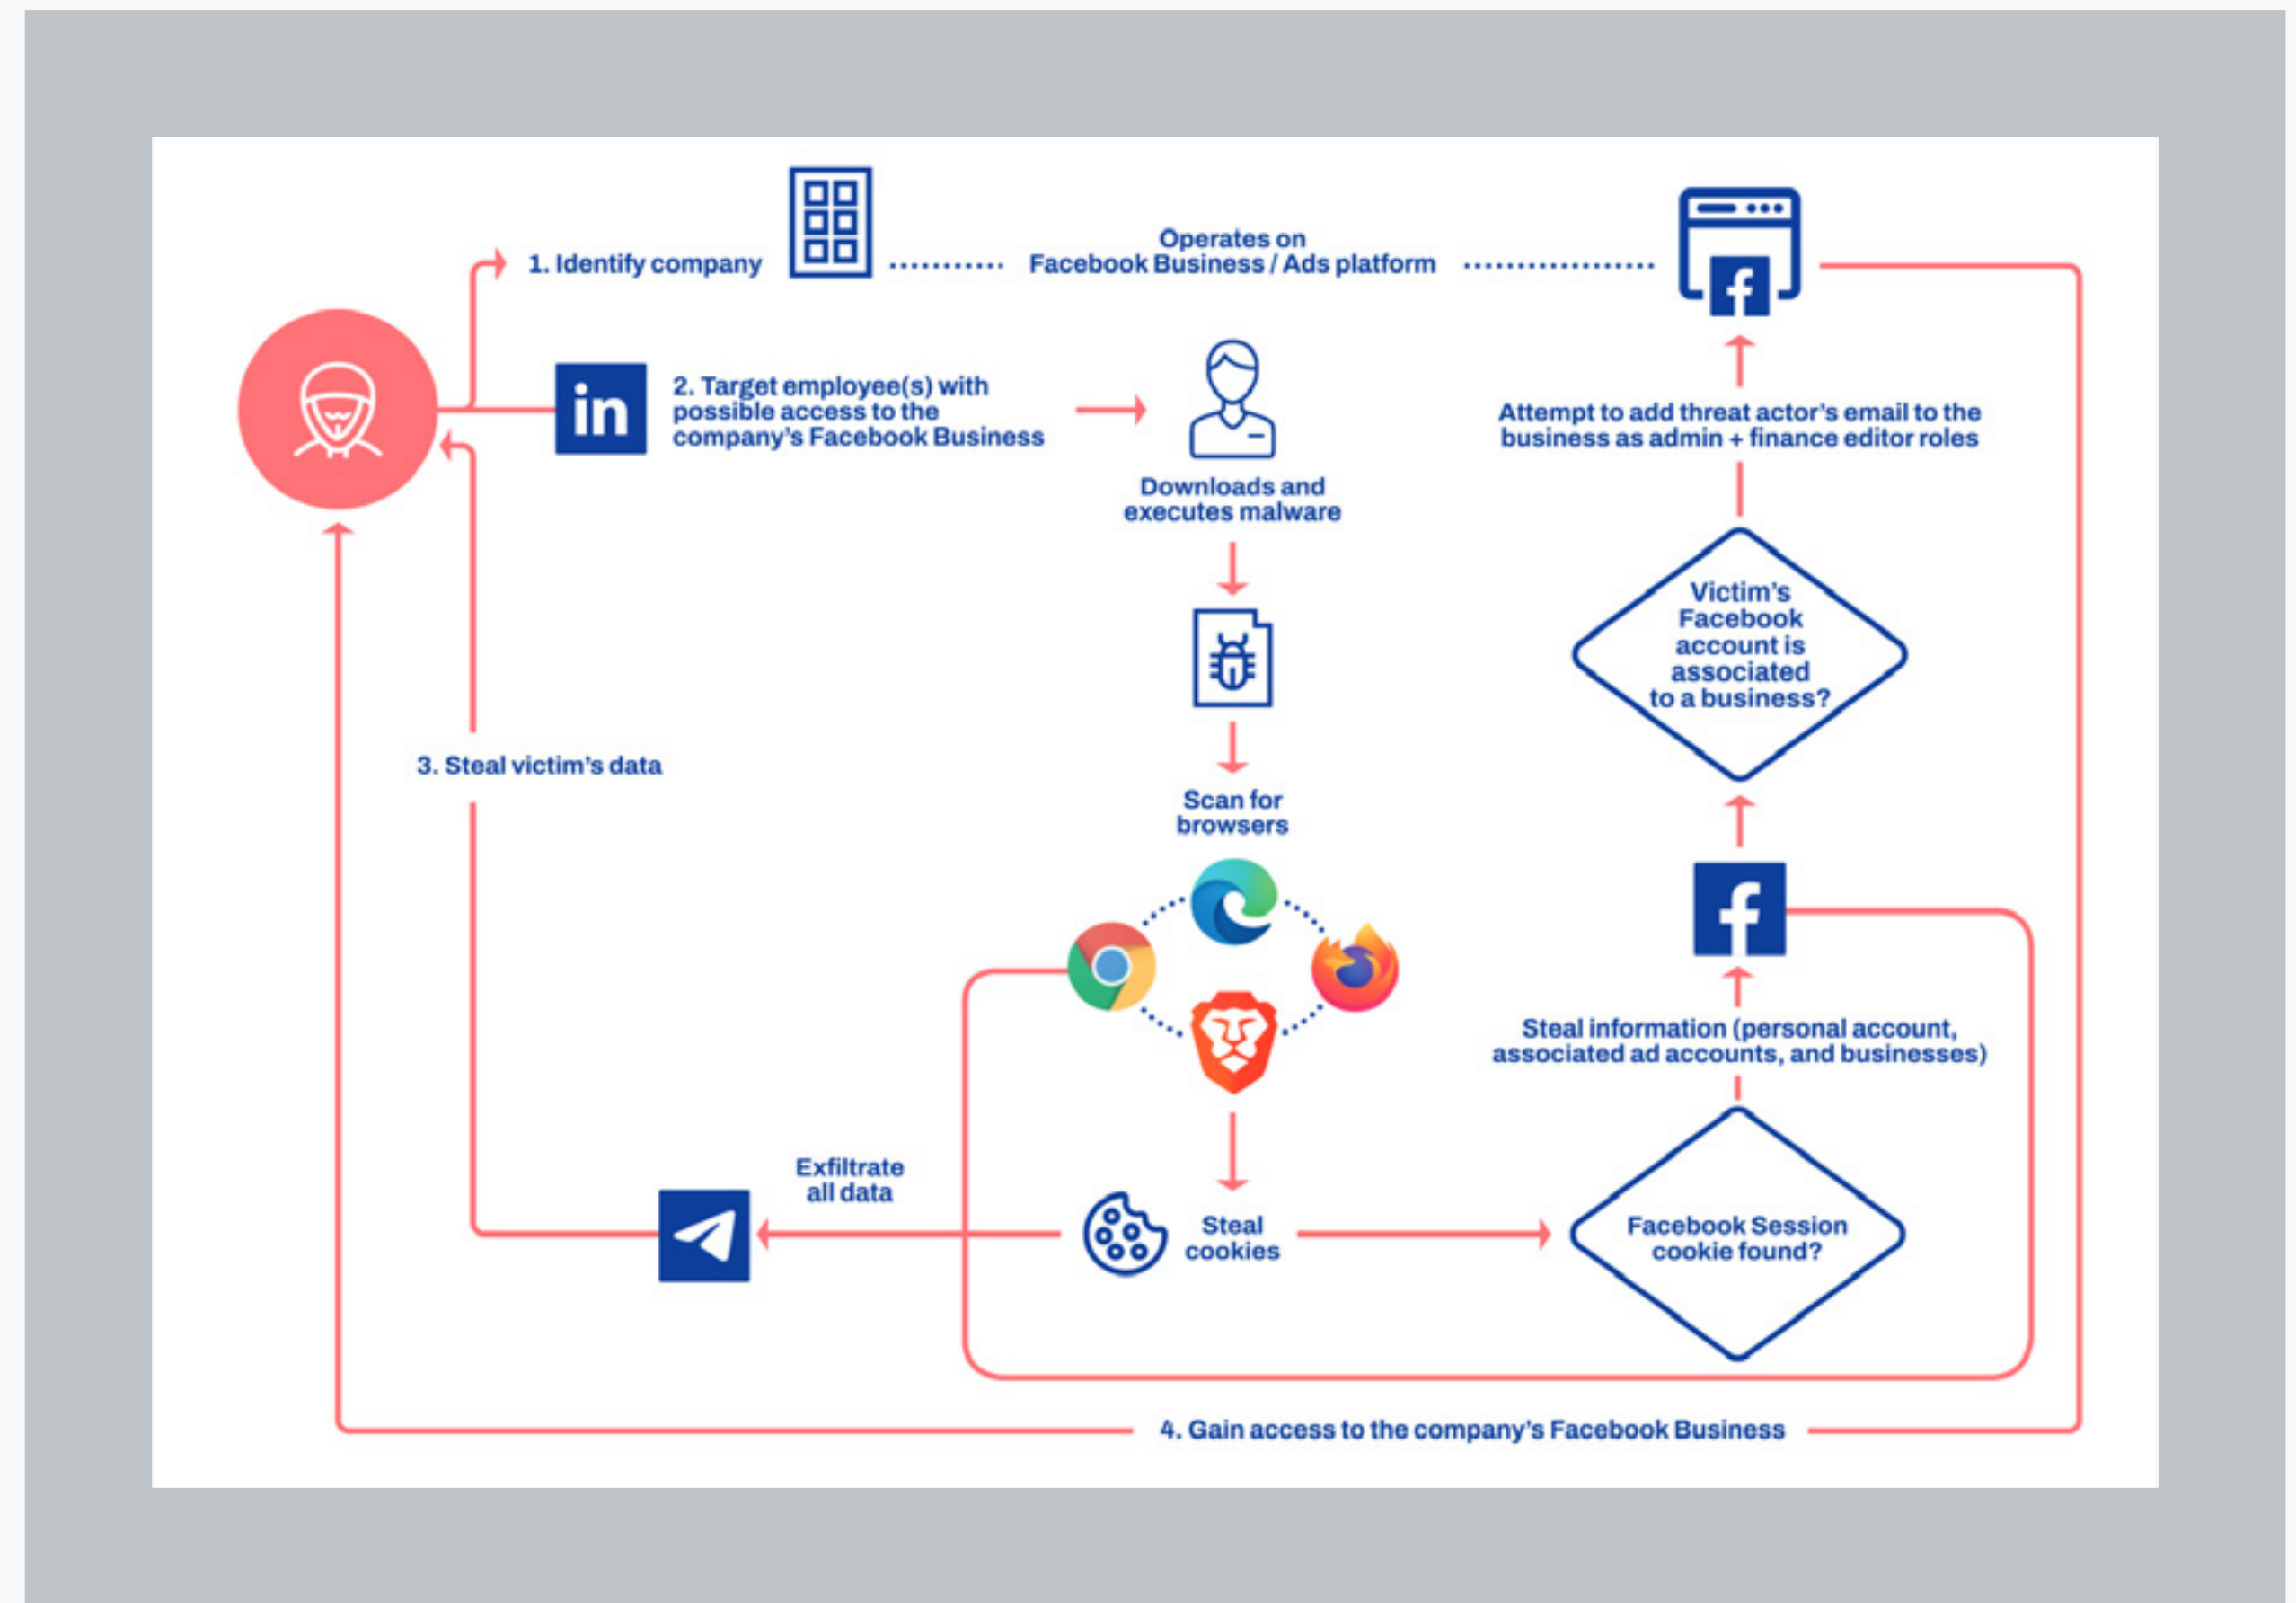 1. Identify company
Operates on
Facebook Business / Ads platform
in
2. Target employee(s) with
possible access to the
company's Facebook Business
Downloads and
executes malware
Scan for
browsers
Steal
cookies
Exfiltrate
all data
3. Steal victim's data
Facebook Session
cookie found?
Steal information (personal account,
associated ad accounts, and businesses)
f
Victim's
Facebook
account is
associated
to a business?
Attempt to add threat actor's email to the
business as admin + finance editor roles
f
4. Gain access to the company's Facebook Business